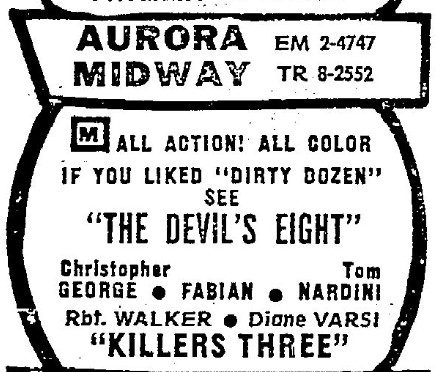 AURORA EM 2-4747
MIDWAY TR 8-2552
M ALL ACTION! ALL COLOR
IF YOU LIKED "DIRTY DOZEN"
SEE
"THE DEVIL'S EIGHT"
Christopher Tom
GEORGE ● FABIAN ● NARDINI
Rbt. WALKER ● Diane VARSI
"KILLERS THREE"